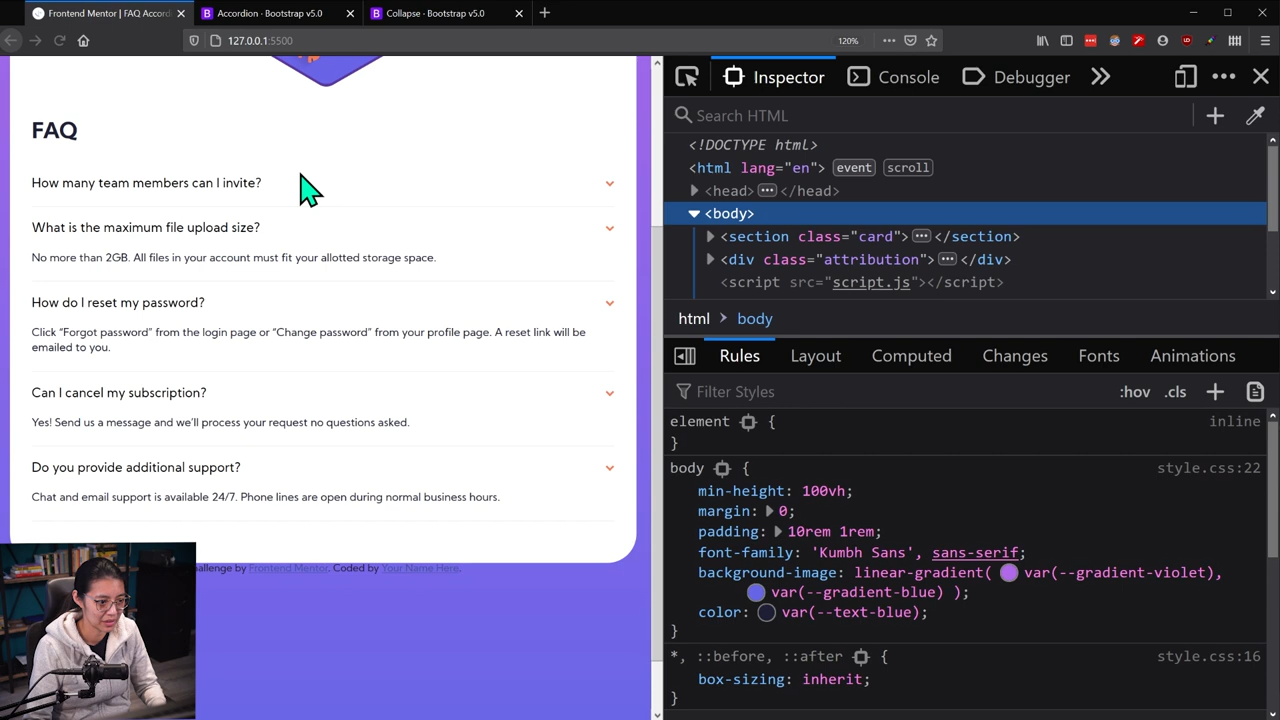 Frontend Mentor | FAQ Accord
Accordion · Bootstrap v5.0
Collapse · Bootstrap v5.0
127.0.0.1:5500
120%
FAQ
How many team members can I invite?
What is the maximum file upload size?
No more than 2GB. All files in your account must fit your allotted storage space.
How do I reset my password?
Click “Forgot password” from the login page or “Change password” from your profile page. A reset link will be
emailed to you.
Can I cancel my subscription?
Yes! Send us a message and we’ll process your request no questions asked.
Do you provide additional support?
Chat and email support is available 24/7. Phone lines are open during normal business hours.
challenge by Frontend Mentor. Coded by Your Name Here.
Inspector
Console
Debugger
Search HTML
<!DOCTYPE html>
<html lang="en"> event scroll
<head> </head>
<body>
<section class="card"> </section>
<div class="attribution"> </div>
<script src="script.js"></script>
html > body
Rules
Layout
Computed
Changes
Fonts
Animations
Filter Styles
:hov .cls
element { inline
}
body { style.css:22
min-height: 100vh;
margin: 0;
padding: 10rem 1rem;
font-family: 'Kumbh Sans', sans-serif;
background-image: linear-gradient( var(--gradient-violet),
var(--gradient-blue) );
color: var(--text-blue);
}
*, ::before, ::after { style.css:16
box-sizing: inherit;
}